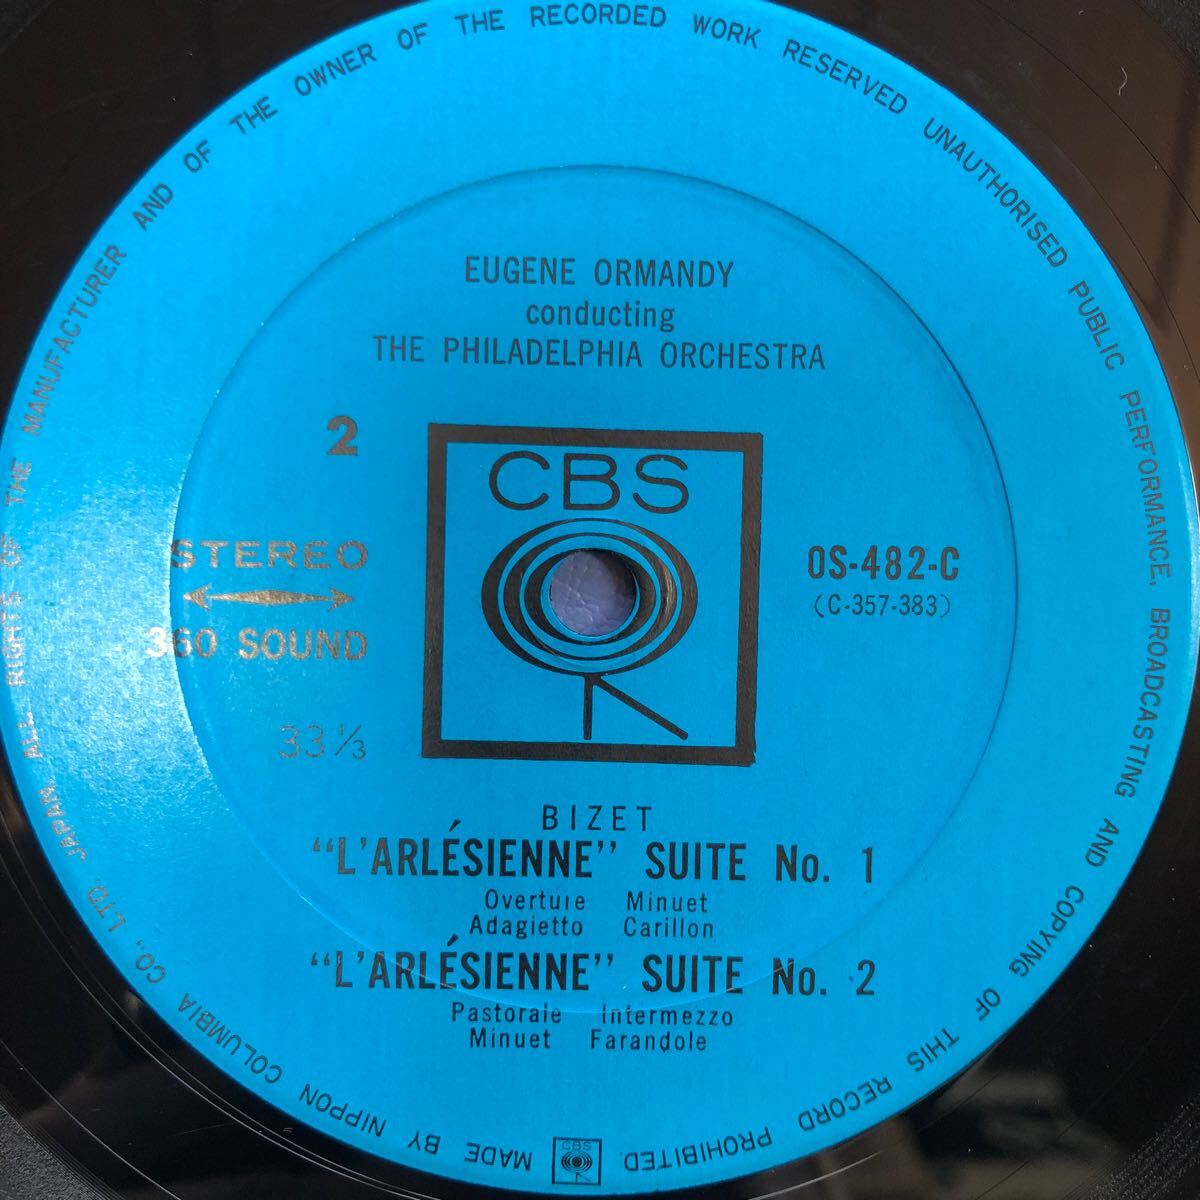 EUGENE ORMANDY
conducting
THE PHILADELPHIA ORCHESTRA
2
CBS
STEREO
360 SOUND
33 ⅓
OS-482-C
(C-357-383)
BIZET
“L'ARLÉSIENNE” SUITE No. 1
Overture Minuet
Adagietto Carillon
“L'ARLÉSIENNE” SUITE No. 2
Pastorale Intermezzo
Minuet Farandole
MADE BY NIPPON COLUMBIA CO., LTD. JAPAN. ALL RIGHTS OF THE MANUFACTURER AND OF THE OWNER OF THE RECORDED WORK RESERVED UNAUTHORISED PUBLIC PERFORMANCE, BROADCASTING AND COPYING OF THIS RECORD PROHIBITED.
CBS